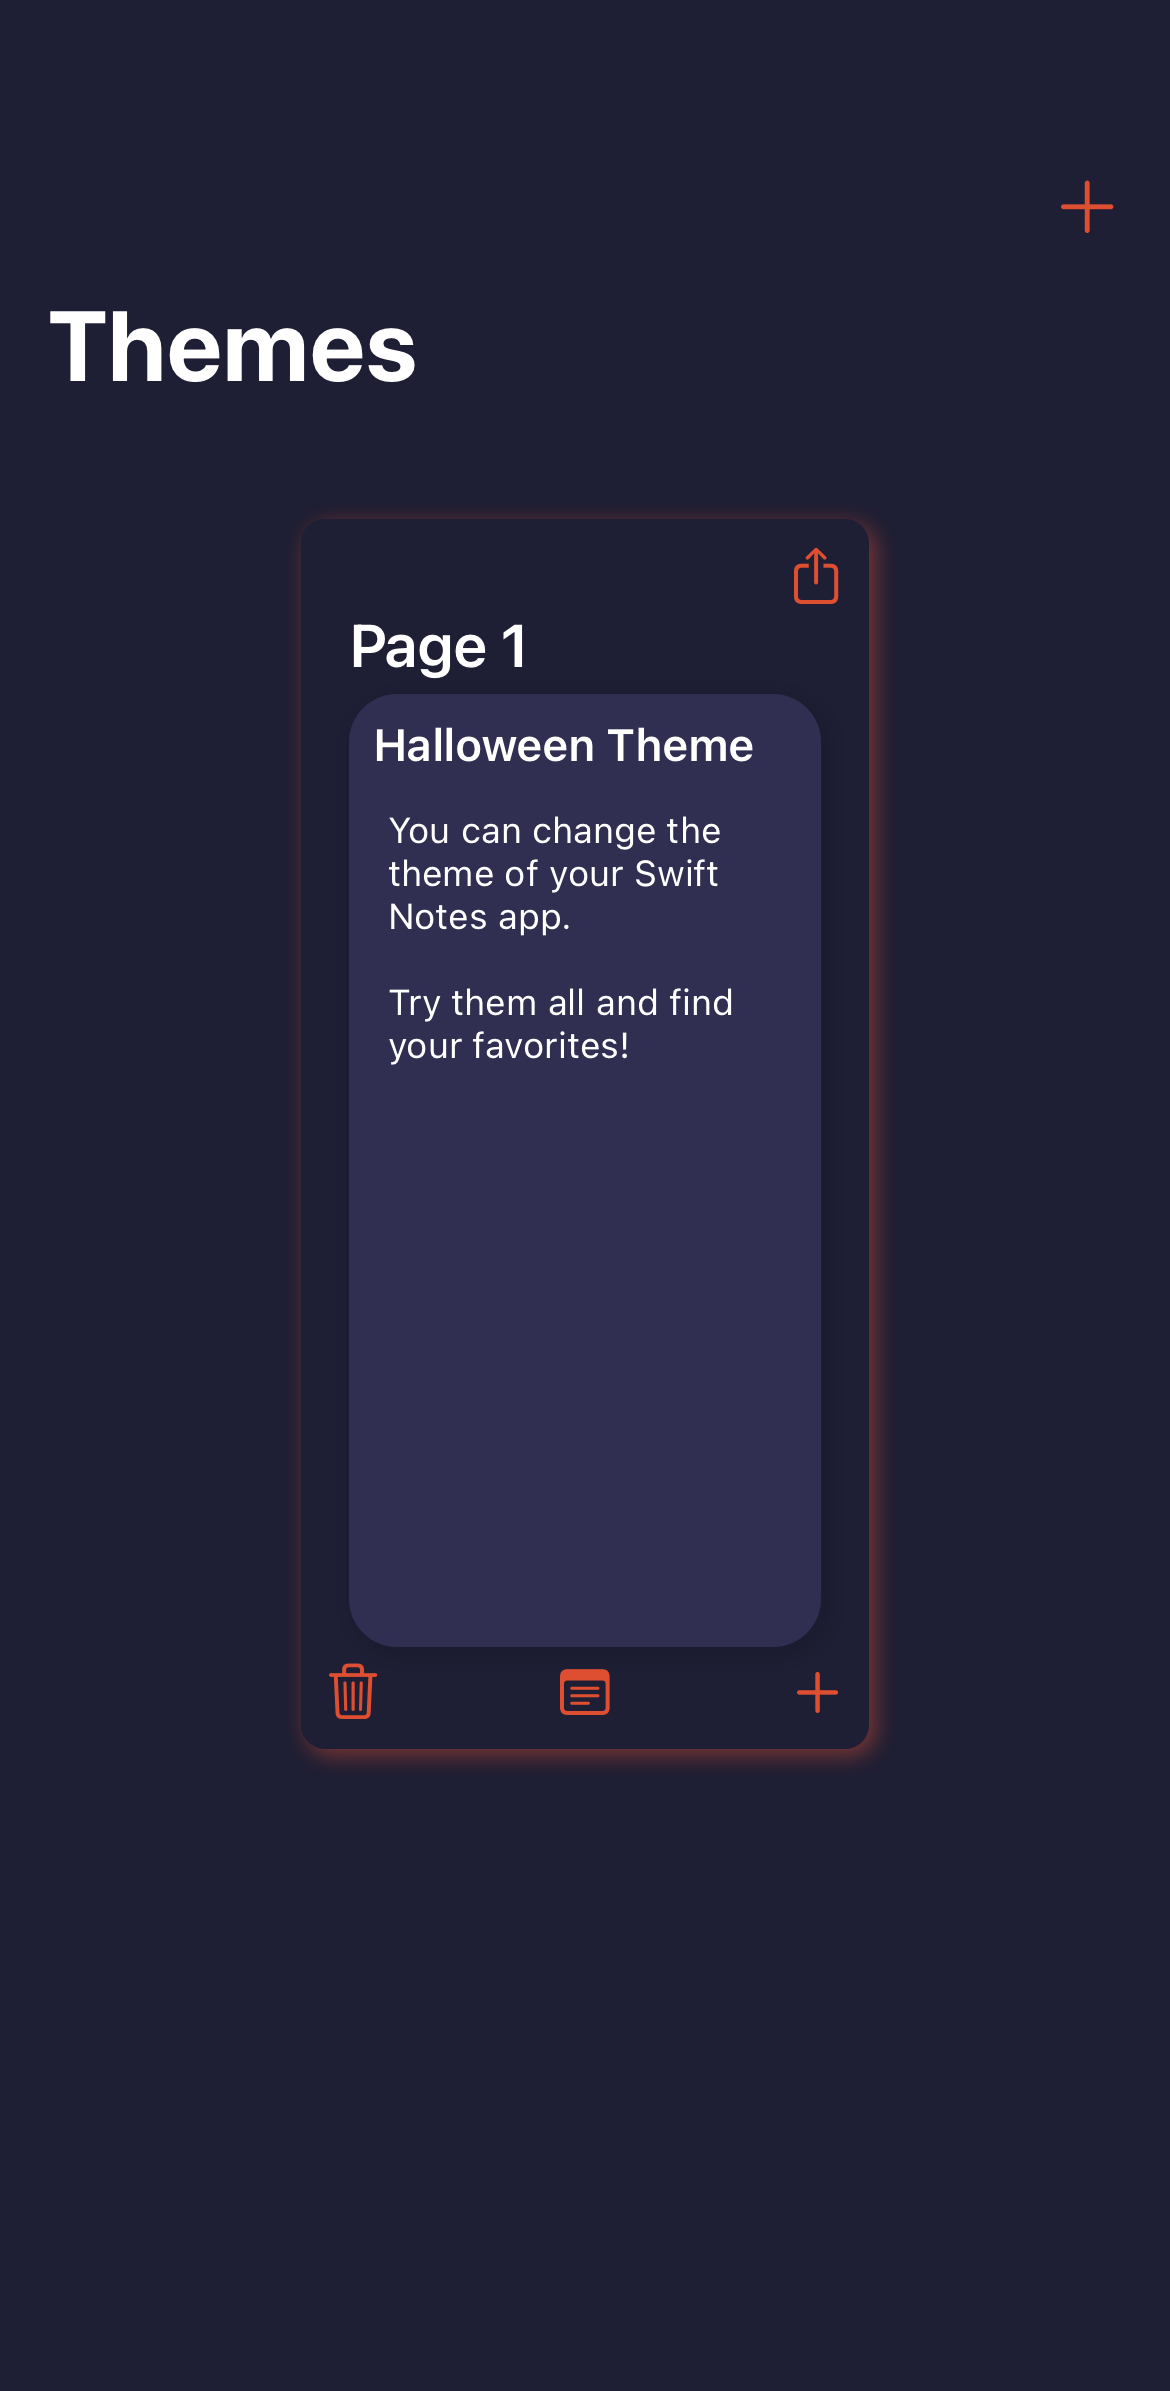 Themes
Page 1
Halloween Theme
You can change the
theme of your Swift
Notes app.
Try them all and find
your favorites!